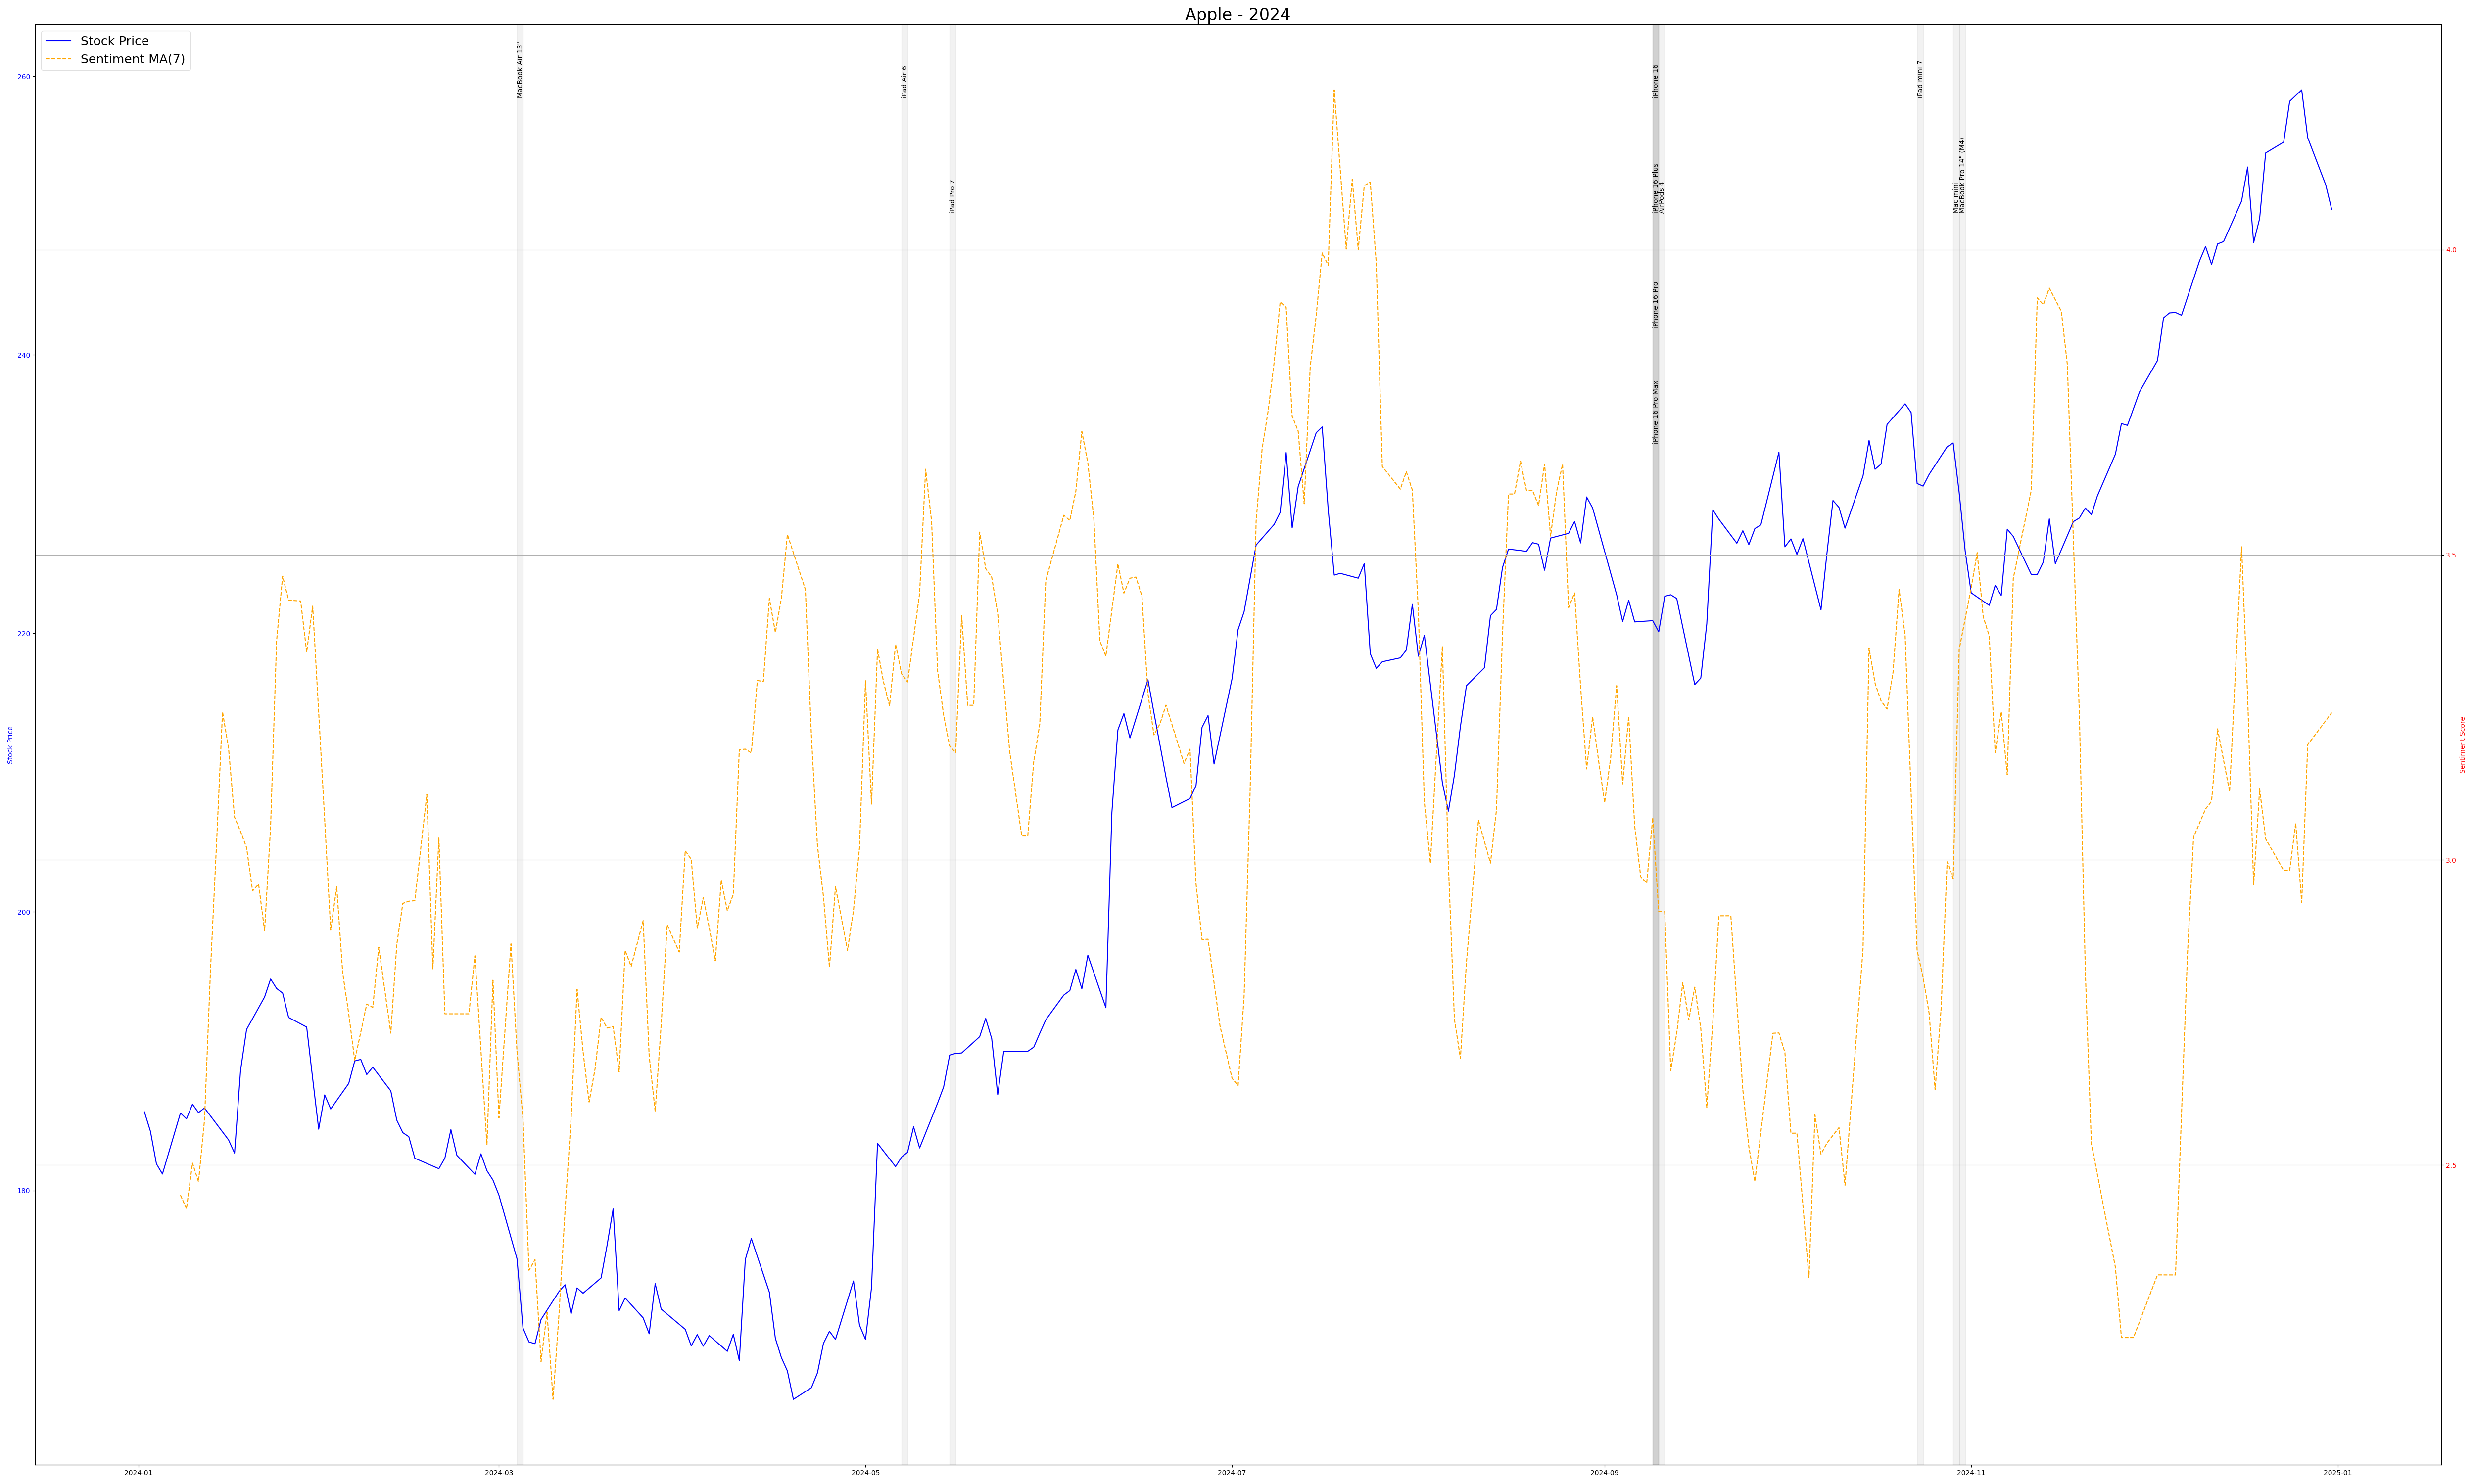 Apple - 2024
Stock Price
Sentiment MA(7)
MacBook Air 13"
iPad Air 6
iPad Pro 7
iPhone 16
iPhone 16 Plus
AirPods 4
iPhone 16 Pro
iPhone 16 Pro Max
iPad mini 7
Mac mini
MacBook Pro 14" (M4)
260
240
220
200
180
Stock Price
4.0
3.5
3.0
2.5
Sentiment Score
2024-01
2024-03
2024-05
2024-07
2024-09
2024-11
2025-01